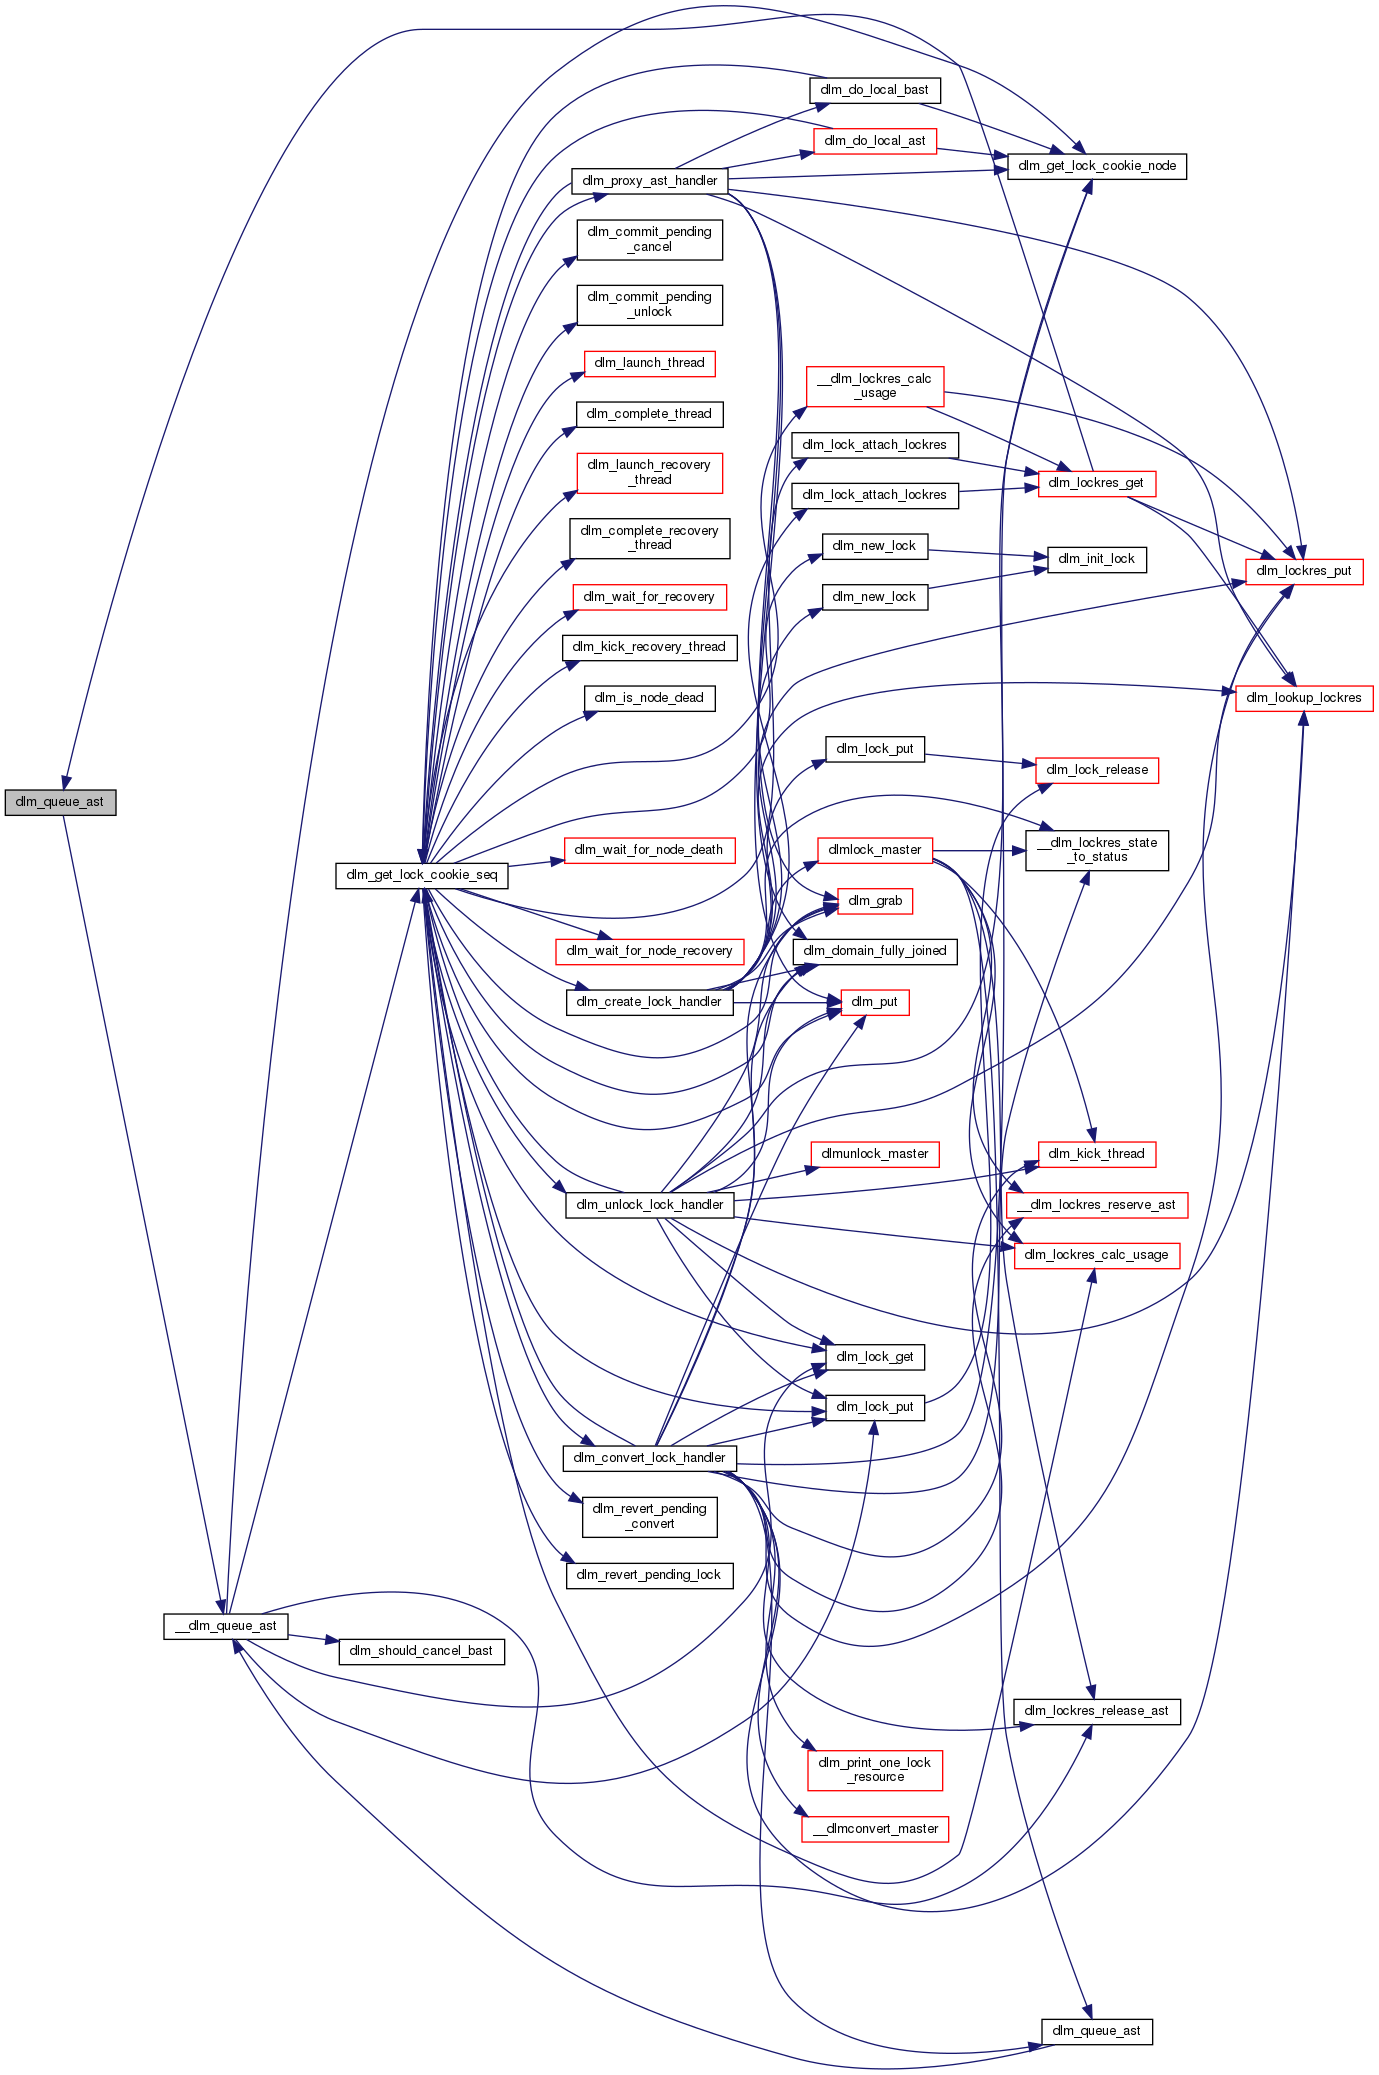 dlm_do_local_bast
dlm_do_local_ast
dlm_get_lock_cookie_node
dlm_proxy_ast_handler
dlm_commit_pending
_cancel
dlm_commit_pending
_unlock
dlm_launch_thread
__dlm_lockres_calc
_usage
dlm_complete_thread
dlm_lock_attach_lockres
dlm_launch_recovery
_thread
dlm_lockres_get
dlm_lock_attach_lockres
dlm_complete_recovery
_thread
dlm_new_lock
dlm_init_lock
dlm_lockres_put
dlm_wait_for_recovery
dlm_new_lock
dlm_kick_recovery_thread
dlm_is_node_dead
dlm_lookup_lockres
dlm_lock_put
dlm_lock_release
dlm_queue_ast
dlm_wait_for_node_death
dlmlock_master
__dlm_lockres_state
_to_status
dlm_get_lock_cookie_seq
dlm_grab
dlm_wait_for_node_recovery
dlm_domain_fully_joined
dlm_create_lock_handler
dlm_put
dlmunlock_master
dlm_kick_thread
dlm_unlock_lock_handler
__dlm_lockres_reserve_ast
dlm_lockres_calc_usage
dlm_lock_get
dlm_lock_put
dlm_convert_lock_handler
dlm_revert_pending
_convert
dlm_revert_pending_lock
__dlm_queue_ast
dlm_should_cancel_bast
dlm_lockres_release_ast
dlm_print_one_lock
_resource
__dlmconvert_master
dlm_queue_ast